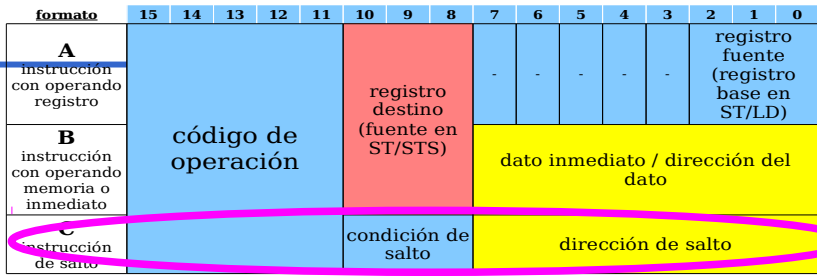 formato 15 14 13 12 11 10 9 8 7 6 5 4 3 2 1 0
A
instrucción
con operando
registro
código de
operación
registro
destino
(fuente en
ST/STS)
- - - - -
registro
fuente
(registro
base en
ST/LD)
B
instrucción
con operando
memoria o
inmediato
dato inmediato / dirección del
dato
C
instrucción
de salto
condición de
salto
dirección de salto